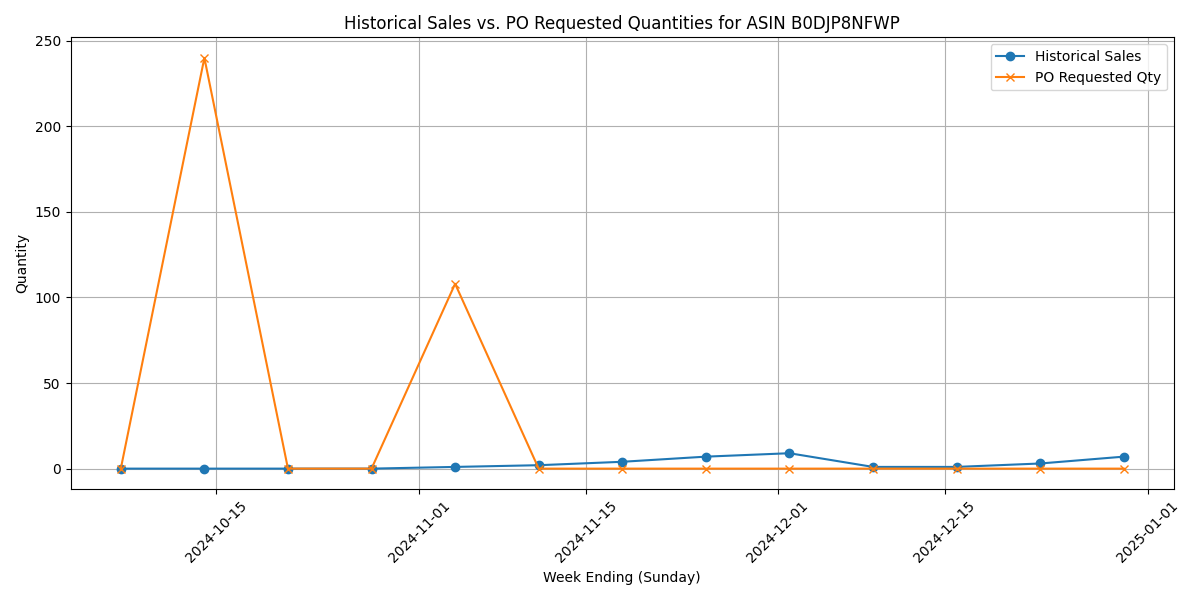 Historical Sales vs. PO Requested Quantities for ASIN B0DJP8NFWP
Historical Sales
PO Requested Qty
250
200
150
100
50
0
Quantity
2024-10-15
2024-11-01
2024-11-15
2024-12-01
2024-12-15
2025-01-01
Week Ending (Sunday)